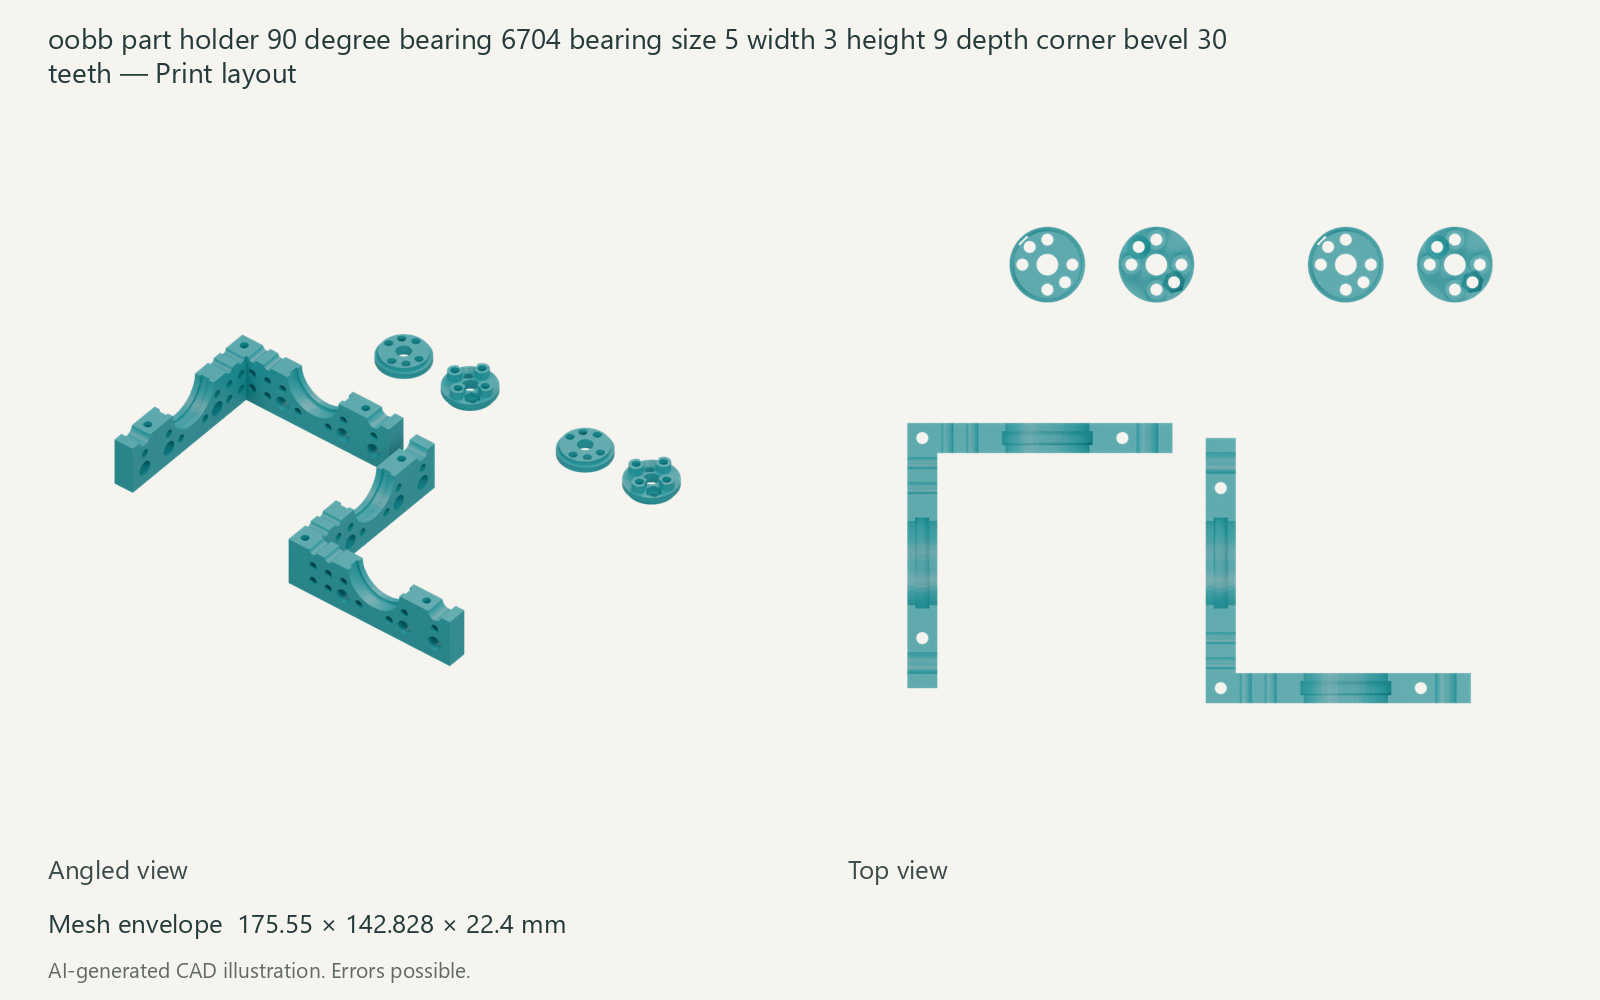 oobb part holder 90 degree bearing 6704 bearing size 5 width 3 height 9 depth corner bevel 30
teeth — Print layout
Angled view
Top view
Mesh envelope 175.55 × 142.828 × 22.4 mm
AI-generated CAD illustration. Errors possible.